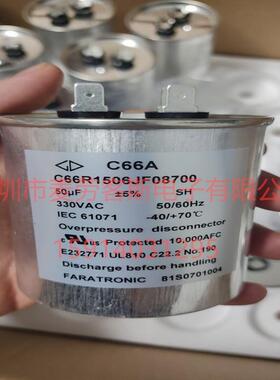 C66A
C66R1506JF08700
50µF ±5% SH
330VAC 50/60Hz
IEC 61071 -40/+70℃
Overpressure disconnector
c us Protected 10,000AFC
E232771 UL810 C22.2 No.190
Discharge before handling
FARATRONIC 81S0701004